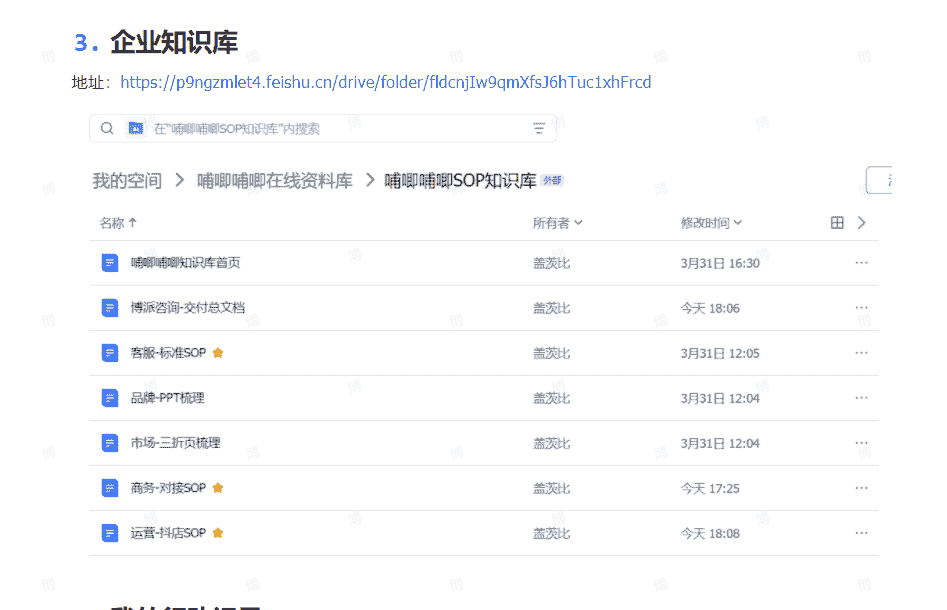 3. 企业知识库
地址：https://p9ngzmlet4.feishu.cn/drive/folder/fldcnjIw9qmXfsJ6hTuc1xhFrcd
在"哺唧哺唧SOP知识库"内搜索
我的空间 > 哺唧哺唧在线资料库 > 哺唧哺唧SOP知识库 外部
名称 所有者 修改时间
哺唧哺唧知识库首页 盖茨比 3月31日 16:30
博派咨询-交付总文档 盖茨比 今天 18:06
客服-标准SOP 盖茨比 3月31日 12:05
品牌-PPT梳理 盖茨比 3月31日 12:04
市场-三折页梳理 盖茨比 3月31日 12:04
商务-对接SOP 盖茨比 今天 17:25
运营-抖店SOP 盖茨比 今天 18:08